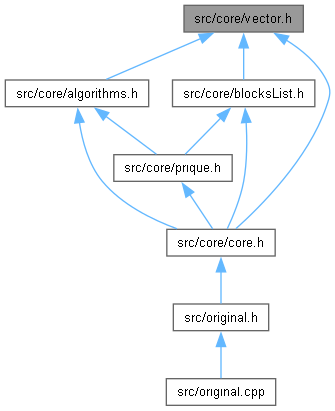 src/core/vector.h
src/core/algorithms.h
src/core/blocksList.h
src/core/prique.h
src/core/core.h
src/original.h
src/original.cpp